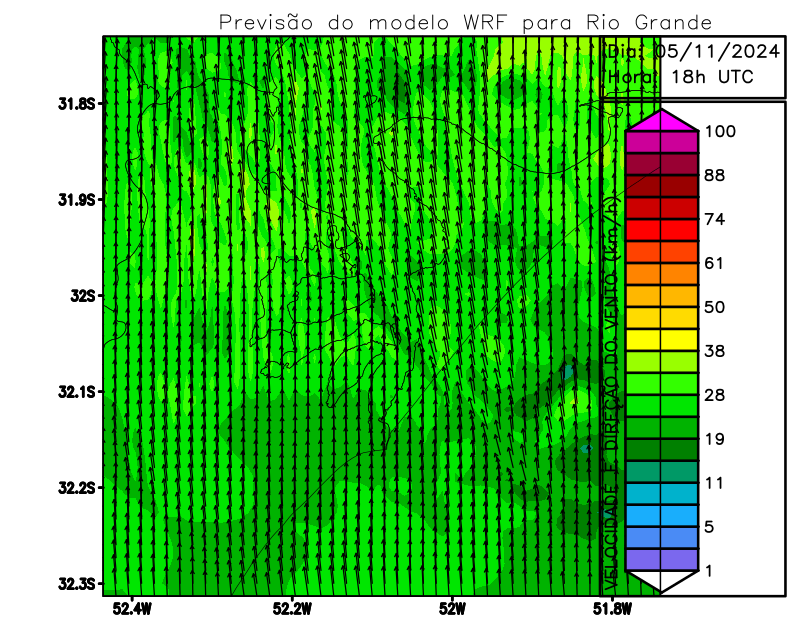 Previsão do modelo WRF para Rio Grande
Dia: 05/11/2024
Hora: 18h UTC
VELOCIDADE E DIREÇÃO DO VENTO (km/h)
100
88
74
61
50
38
28
19
11
5
1
31.8S
31.9S
32S
32.1S
32.2S
32.3S
52.4W
52.2W
52W
51.8W